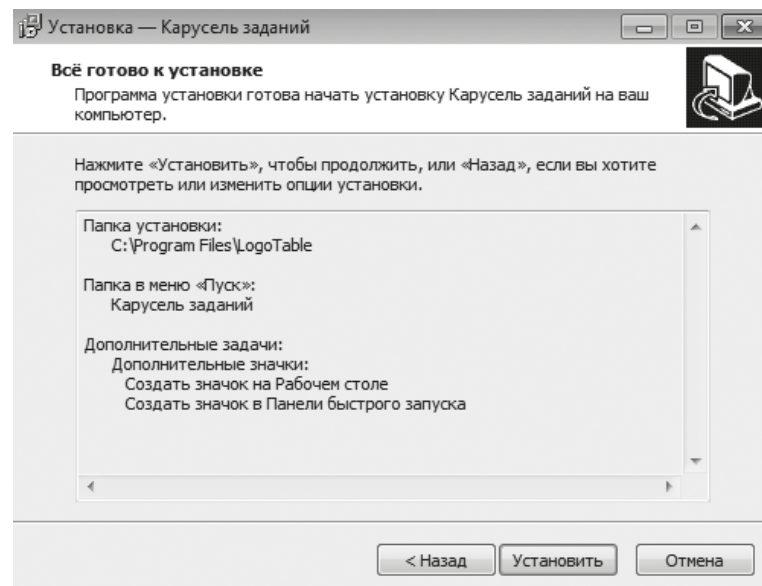 Установка — Карусель заданий
Всё готово к установке
Программа установки готова начать установку Карусель заданий на ваш
компьютер.
Нажмите «Установить», чтобы продолжить, или «Назад», если вы хотите
просмотреть или изменить опции установки.
Папка установки:
C:\Program Files\LogoTable
Папка в меню «Пуск»:
Карусель заданий
Дополнительные задачи:
Дополнительные значки:
Создать значок на Рабочем столе
Создать значок в Панели быстрого запуска
< Назад Установить Отмена